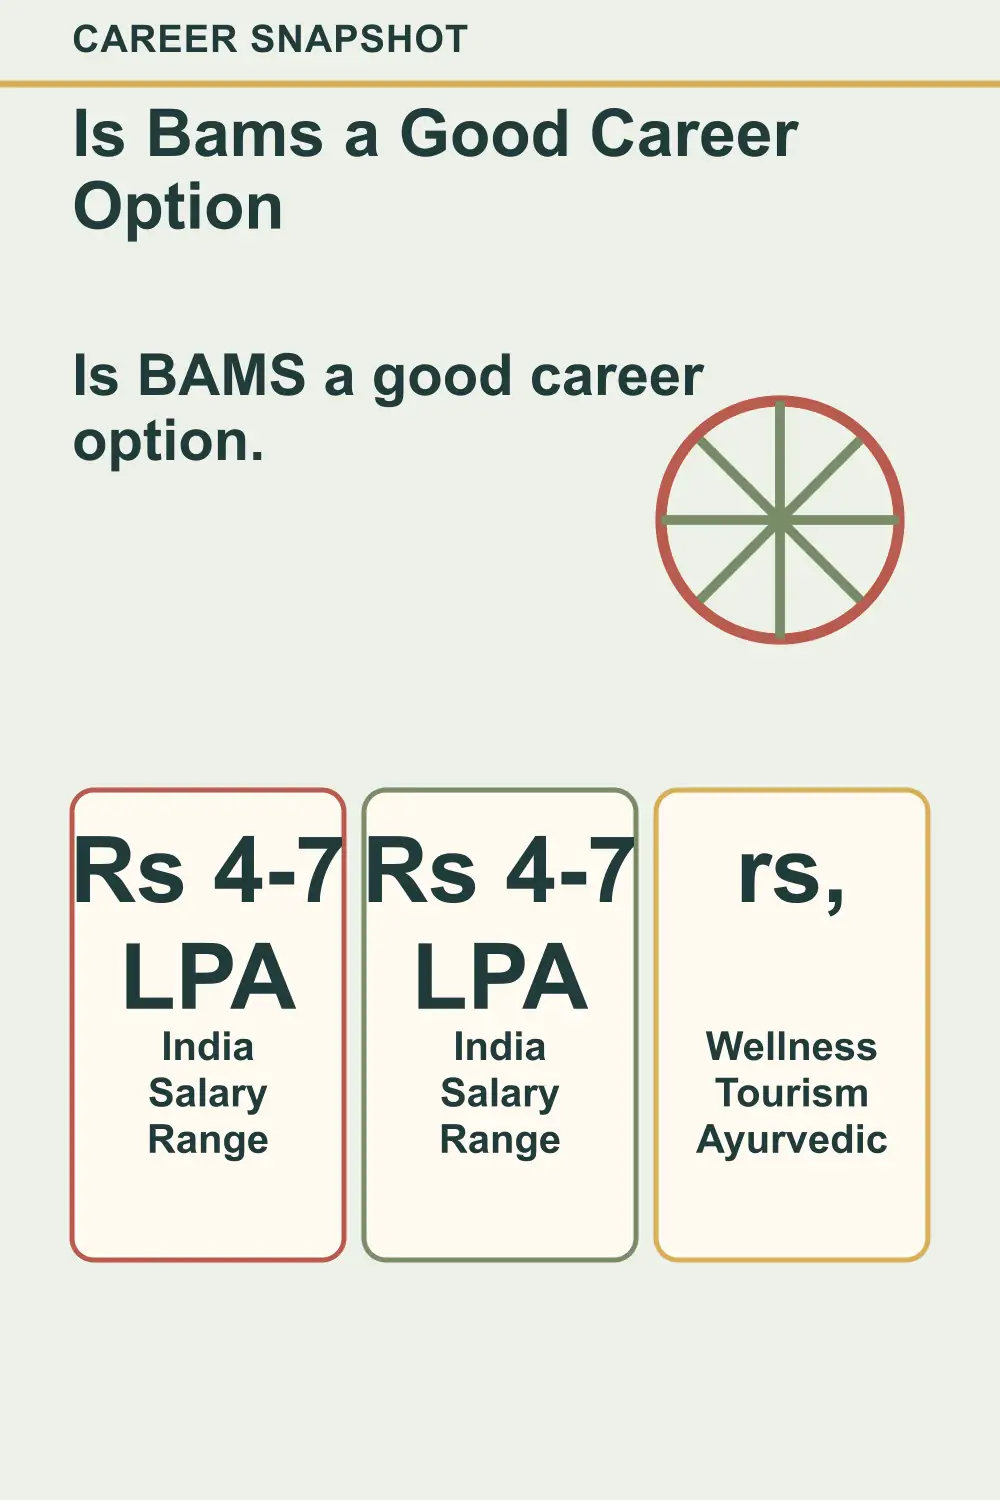 CAREER SNAPSHOT
Is Bams a Good Career
Option
Is BAMS a good career
option.
Rs 4-7
LPA
India
Salary
Range
Rs 4-7
LPA
India
Salary
Range
rs,
Wellness
Tourism
Ayurvedic